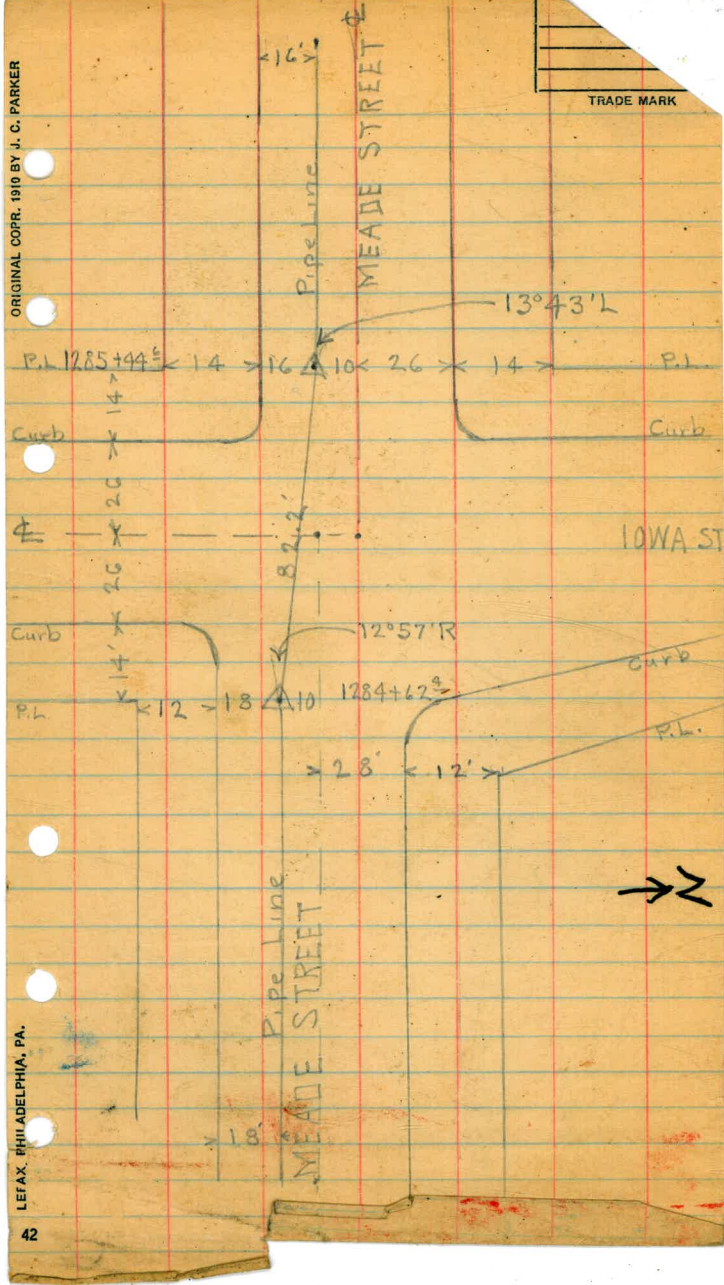 TRADE MARK
ORIGINAL COPR. 1910 BY J. C. PARKER
<16'
MEADE STREET ℄
Pipe Line
13°43'L
P.L. 1285+44⁶ < 14 > 16 △ 10 < 26 > < 14 > P.L.
14
Curb
Curb
26
82.2'
℄
IOWA ST
26
Curb
12°57'R
Curb
14'
P.L.
< 12 > 18 △ 10
1284+62⁴
P.L.
> 28' < 12' >
→ N
Pipe Line
MEADE STREET
> 18' <
LEFAX, PHILADELPHIA, PA.
42